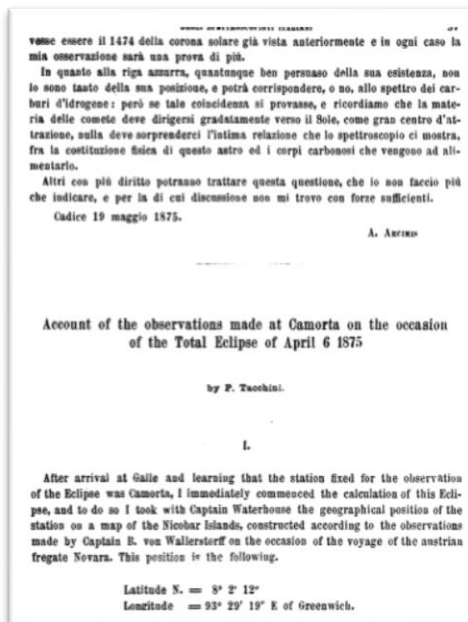 vesse essere il 1474 della corona solare già vista anteriormente e in ogni caso la
mia osservazione sarà una prova di più.
In quanto alla riga azzurra, quantunque ben persuaso della sua esistenza, non
lo sono tanto della sua posizione, e potrà corrispondere, o no, allo spettro dei car-
buri d'idrogene: però se tale coincidenza si provasse, e ricordiamo che la mate-
ria delle comete deve dirigersi gradatamente verso il Sole, come gran centro d'at-
trazione, nulla deve sorprenderci l'intima relazione che lo spettroscopio ci mostra,
fra la costituzione fisica di questo astro ed i corpi carbonosi che vengono ad ali-
mentarlo.
Altri con più diritto potranno trattare questa questione, che io non faccio più
che indicare, e per la di cui discussione non mi trovo con forze sufficienti.
Cadice 19 maggio 1875.
A.
Account of the observations made at Camorta on the occasion
of the Total Eclipse of April 6 1875
by P. Tacchini.
I.
After arrival at Galle and learning that the station fixed for the observation
of the Eclipse was Camorta, I immediately commenced the calculation of this Ecli-
pse, and to do so I took with Captain Waterhouse the geographical position of the
station on a map of the Nicobar Islands, constructed according to the observations
made by Captain B. von Wallerstorff on the occasion of the voyage of the austrian
fregate Novara. This position is the following.
Latitude N. = 8° 2' 12"
Longitude = 93° 29' 19" E of Greenwich.